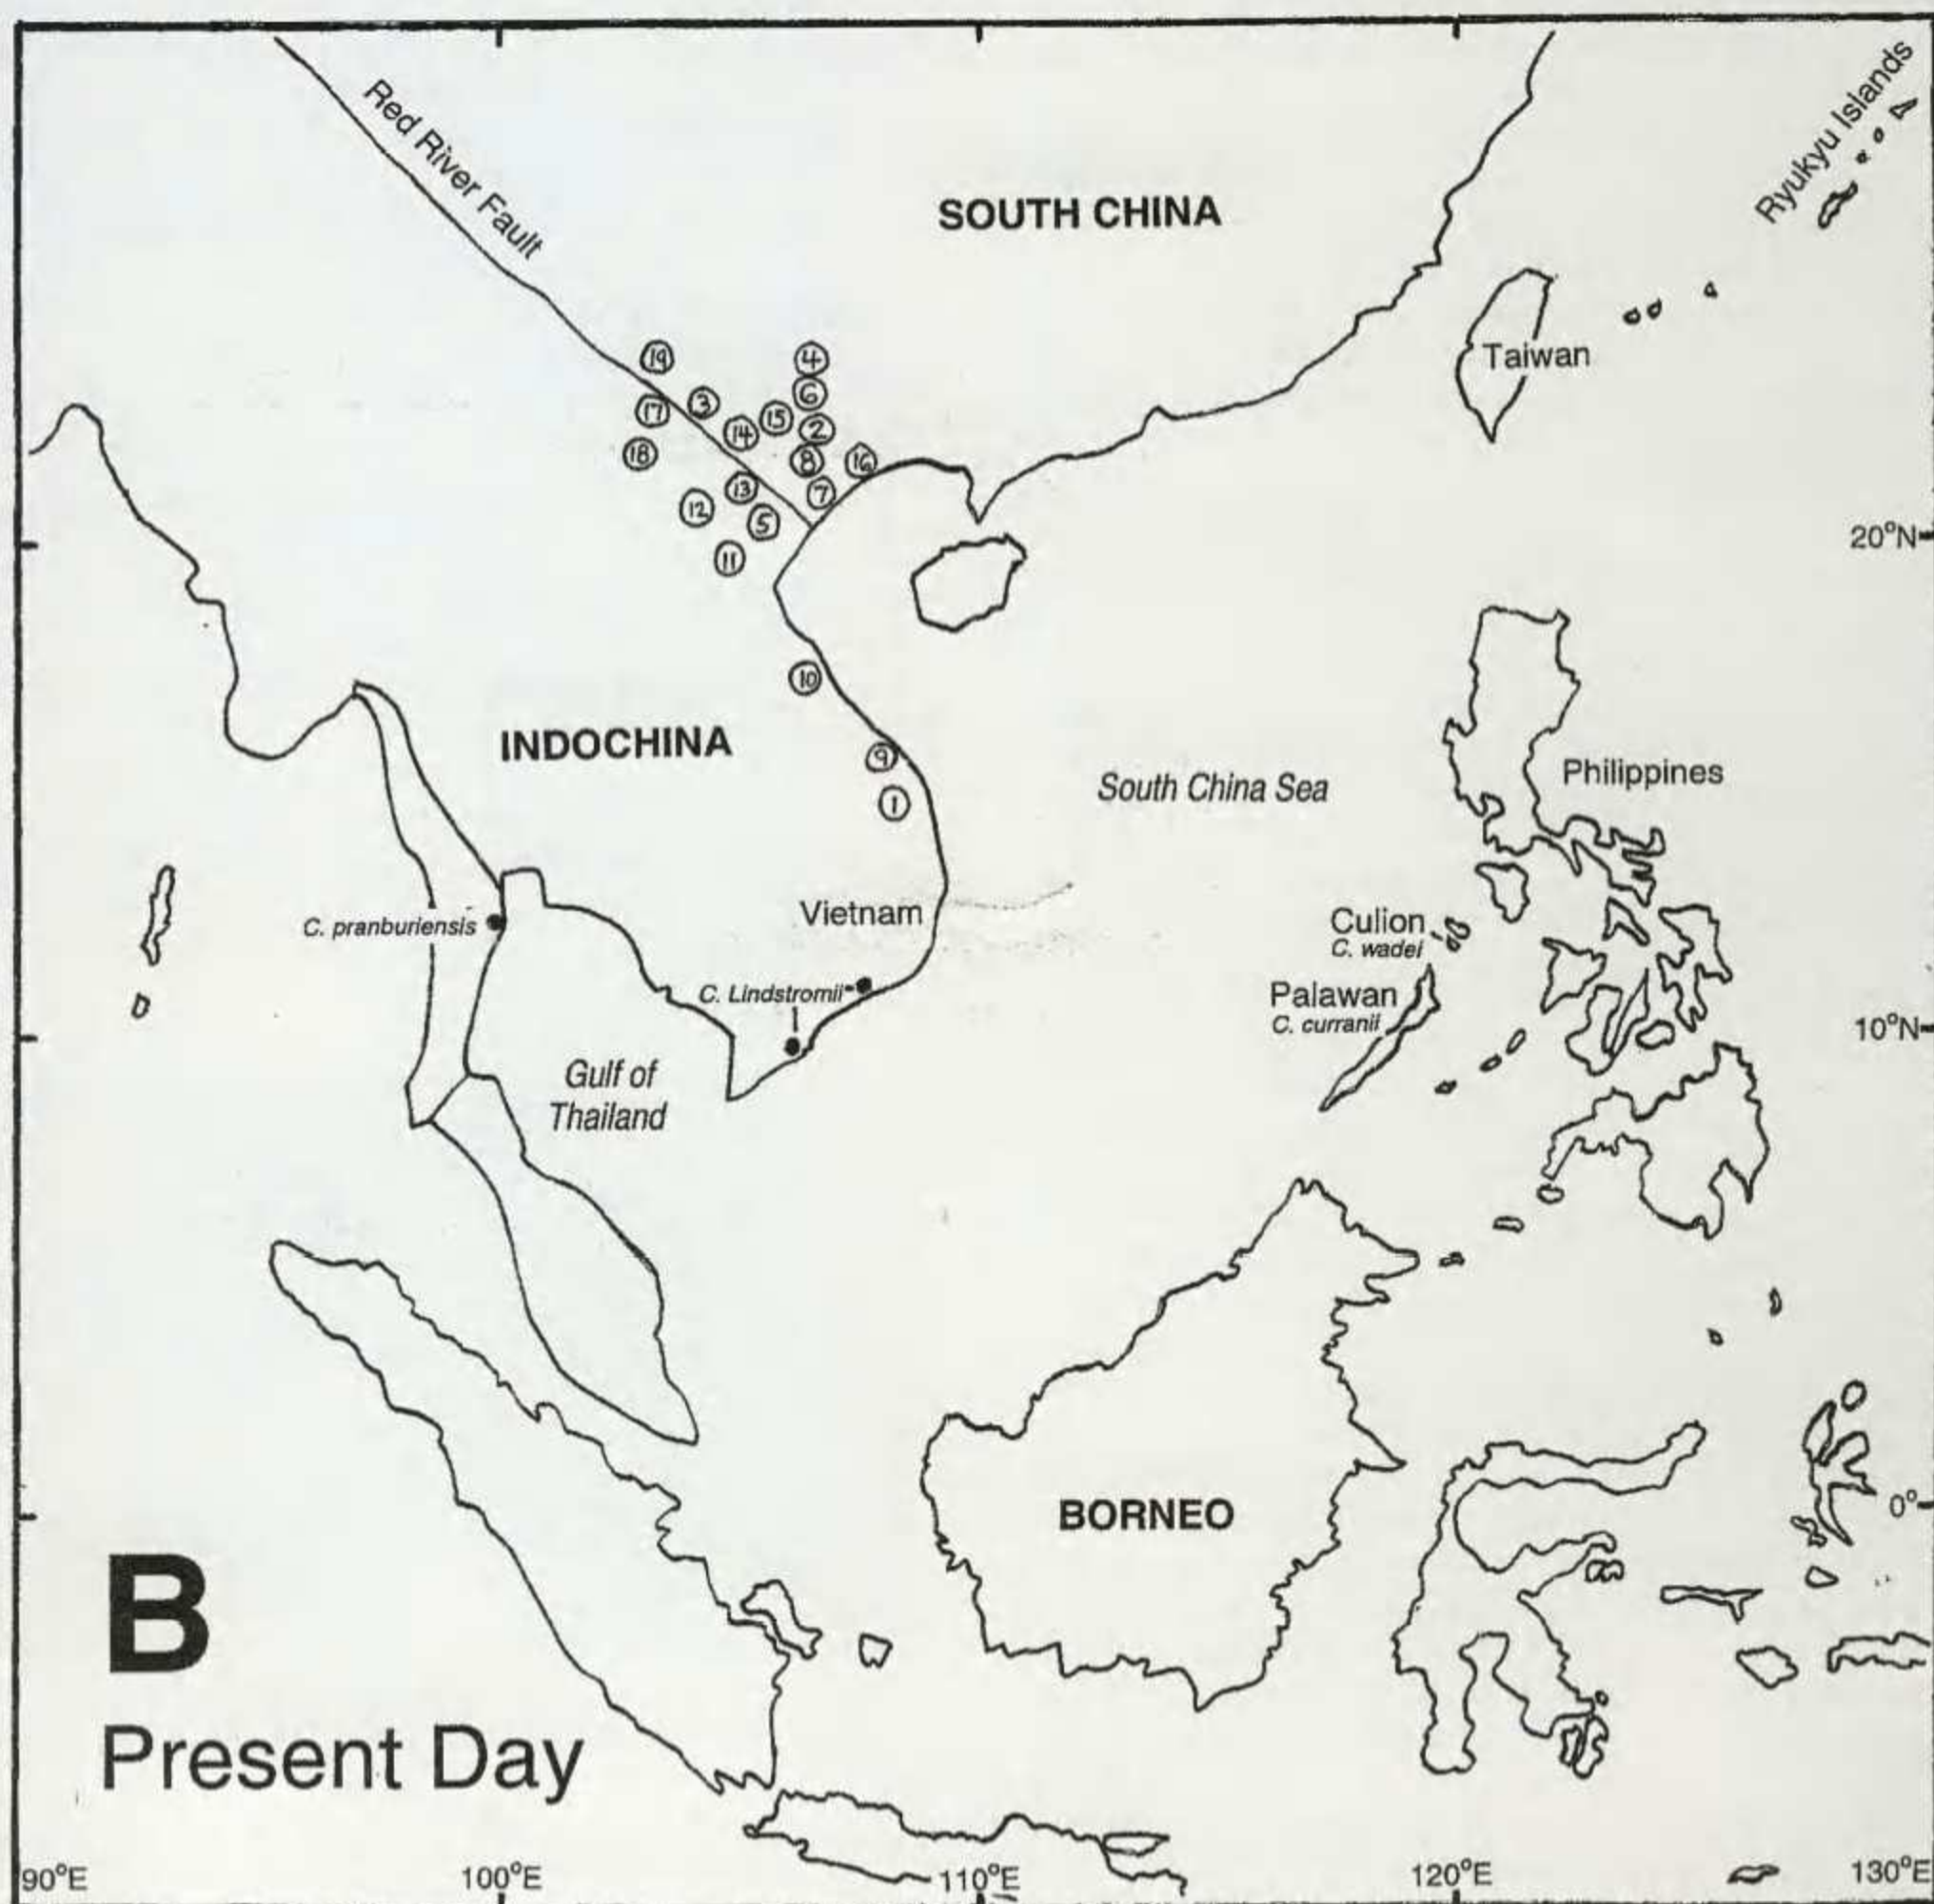 Red River Fault
Ryukyu Islands
SOUTH CHINA
Taiwan
19
4
6
3
17
15
14
2
18
8
16
13
7
12
5
11
20°N
10
INDOCHINA
9
1
South China Sea
Philippines
Vietnam
C. pranburiensis
Culion
C. wadei
C. Lindstromii
Palawan
C. curranii
10°N
Gulf of
Thailand
BORNEO
0°
B
Present Day
90°E
100°E
110°E
120°E
130°E